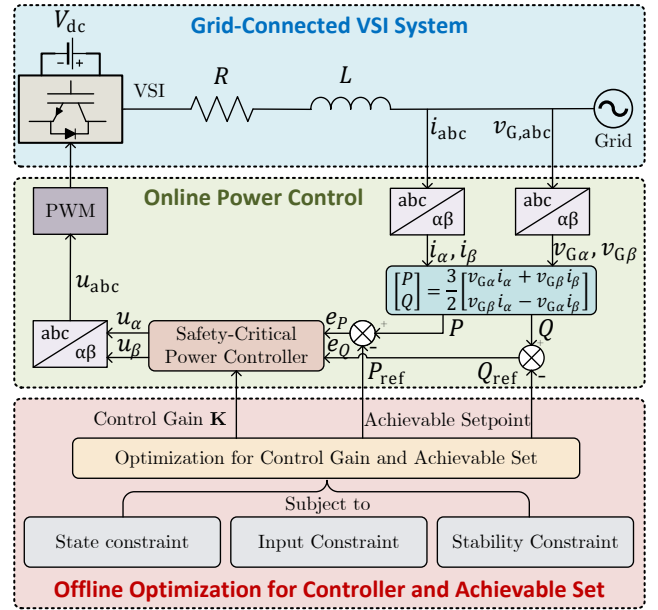 Grid-Connected VSI System
V_dc
- +
VSI
R
L
i_abc
v_G,abc
Grid
Online Power Control
PWM
abc
αβ
abc
αβ
i_α, i_β
v_Gα, v_Gβ
[P Q] = 3/2 [v_Gα i_α + v_Gβ i_β
v_Gβ i_α − v_Gα i_β]
u_abc
P
Q
abc
αβ
u_α
u_β
Safety-Critical
Power Controller
e_P
e_Q
+
-
+
-
P_ref
Q_ref
Control Gain K
Achievable Setpoint
Optimization for Control Gain and Achievable Set
Subject to
State constraint
Input Constraint
Stability Constraint
Offline Optimization for Controller and Achievable Set